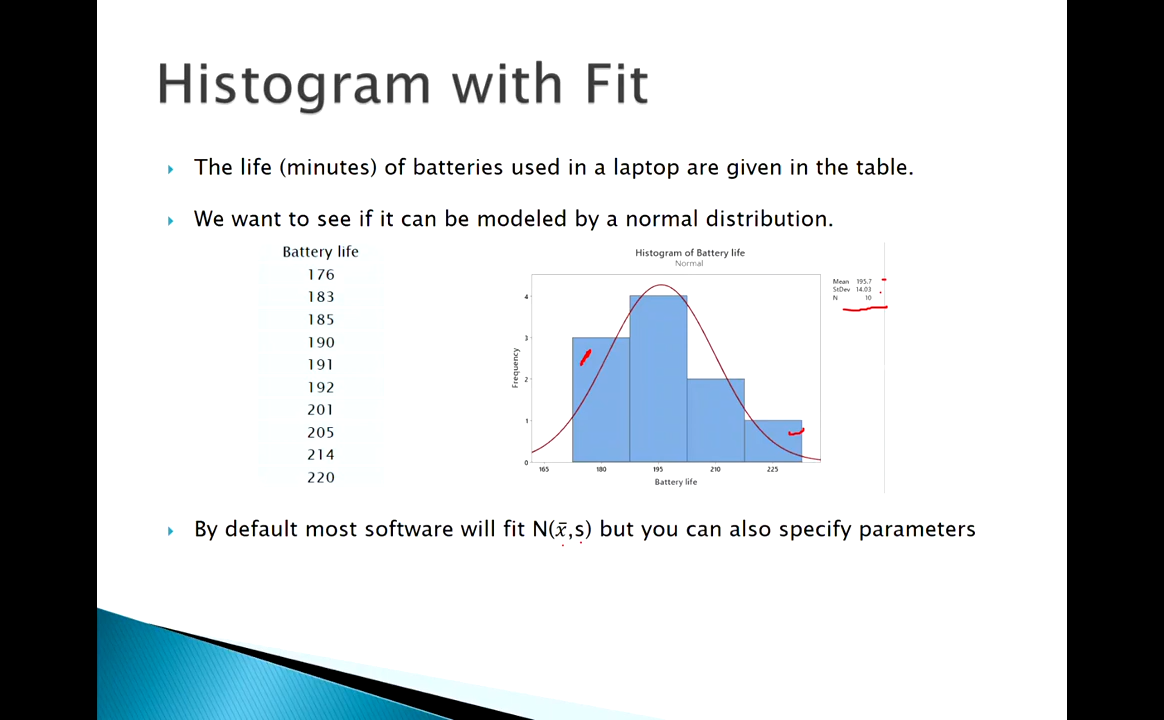 Histogram with Fit
The life (minutes) of batteries used in a laptop are given in the table.
We want to see if it can be modeled by a normal distribution.
Battery life
176
183
185
190
191
192
201
205
214
220
Histogram of Battery life
Normal
Mean 195.7
StDev 14.03
N 10
Frequency
4
3
2
1
0
165 180 195 210 225
Battery life
By default most software will fit N(x̄,s) but you can also specify parameters